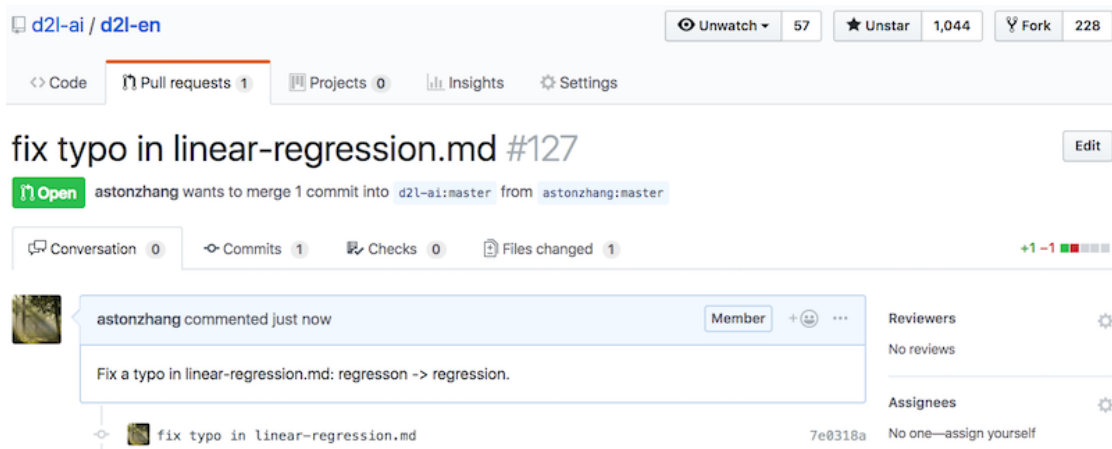 d2l-ai / d2l-en
Unwatch 57 Unstar 1,044 Fork 228
<> Code Pull requests 1 Projects 0 Insights Settings
fix typo in linear-regression.md #127
Edit
Open astonzhang wants to merge 1 commit into d2l-ai:master from astonzhang:master
Conversation 0 Commits 1 Checks 0 Files changed 1 +1 −1
astonzhang commented just now Member + ...
Fix a typo in linear-regression.md: regresson -> regression.
fix typo in linear-regression.md 7e0318a
Reviewers
No reviews
Assignees
No one—assign yourself